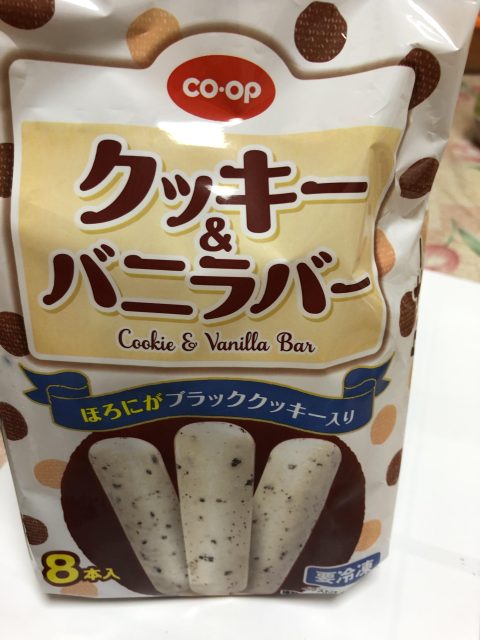 CO·OP
クッキー
&
バニラバー
Cookie & Vanilla Bar
ほろにがブラッククッキー入り
8本入
要冷凍